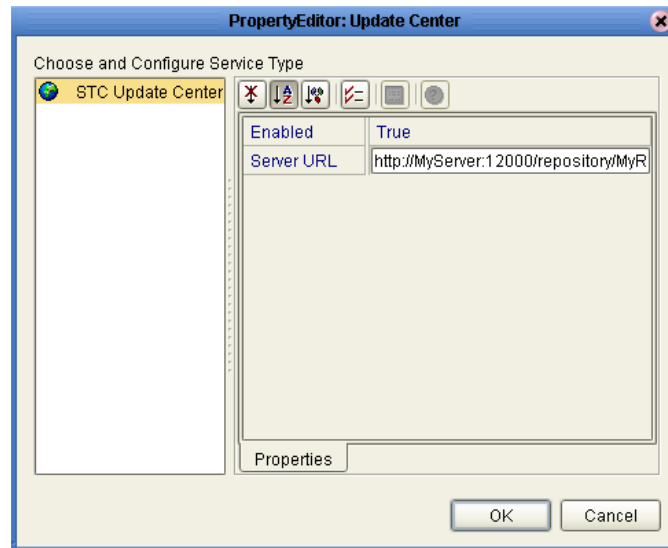 PropertyEditor: Update Center
Choose and Configure Service Type
STC Update Center
Enabled True
Server URL http://MyServer:12000/repository/MyR
Properties
OK Cancel